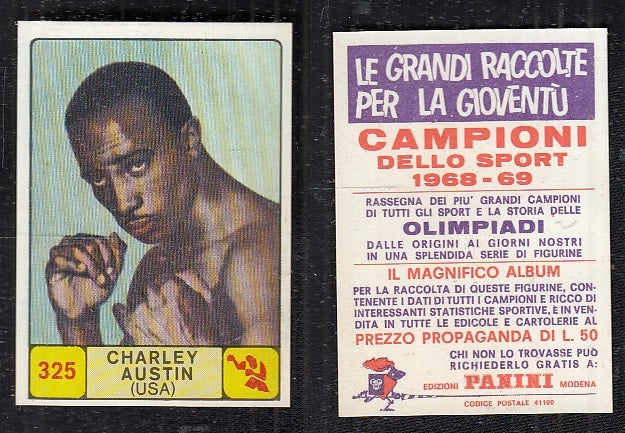 325
CHARLEY
AUSTIN
(USA)
LE GRANDI RACCOLTE
PER LA GIOVENTÙ
CAMPIONI
DELLO SPORT
1968-69
RASSEGNA DEI PIU' GRANDI CAMPIONI
DI TUTTI GLI SPORT E LA STORIA DELLE
OLIMPIADI
DALLE ORIGINI AI GIORNI NOSTRI
IN UNA SPLENDIDA SERIE DI FIGURINE
IL MAGNIFICO ALBUM
PER LA RACCOLTA DI QUESTE FIGURINE, CON-
TENENTE I DATI DI TUTTI I CAMPIONI E RICCO DI
INTERESSANTI STATISTICHE SPORTIVE, È IN VEN-
DITA IN TUTTE LE EDICOLE E CARTOLERIE AL
PREZZO PROPAGANDA DI L. 50
CHI NON LO TROVASSE PUÒ
RICHIEDERLO GRATIS A:
EDIZIONI PANINI MODENA
CODICE POSTALE 41100